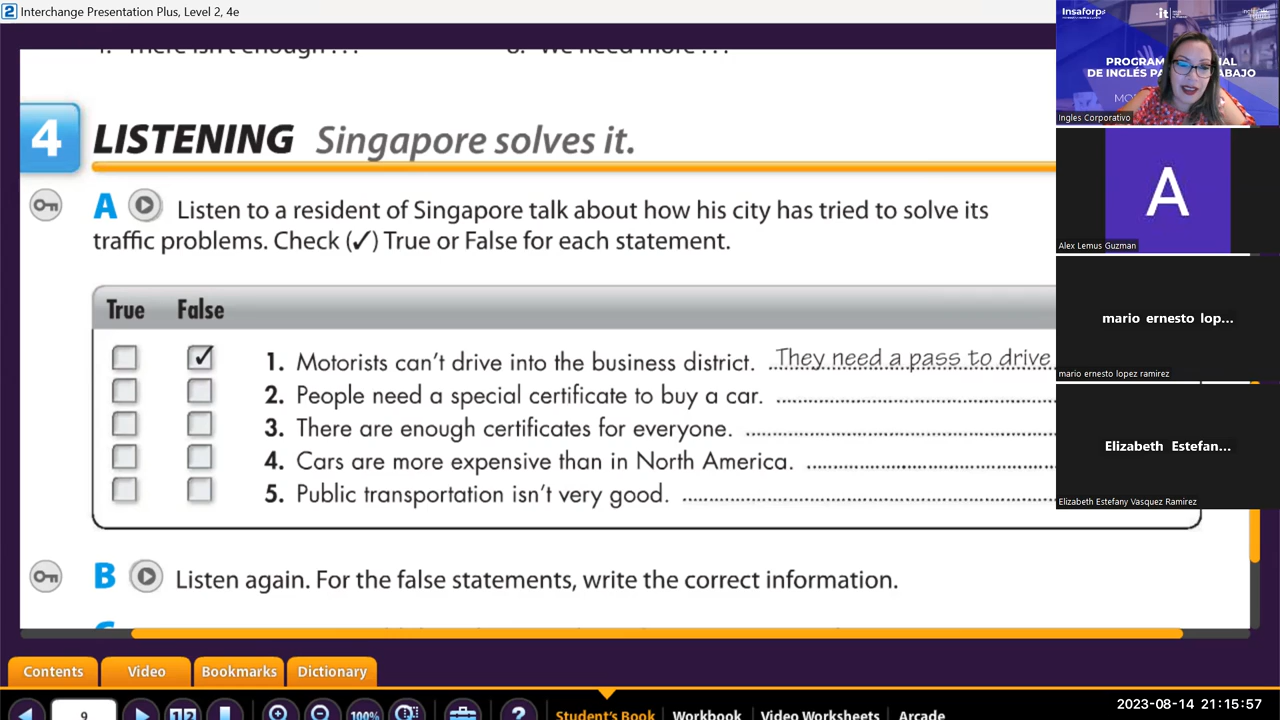 Interchange Presentation Plus, Level 2, 4e
4 LISTENING Singapore solves it.
A Listen to a resident of Singapore talk about how his city has tried to solve its
traffic problems. Check (✓) True or False for each statement.
True False
1. Motorists can't drive into the business district. They need a pass to drive
2. People need a special certificate to buy a car.
3. There are enough certificates for everyone.
4. Cars are more expensive than in North America.
5. Public transportation isn't very good.
B Listen again. For the false statements, write the correct information.
Contents Video Bookmarks Dictionary
9 100% Student's Book Workbook Video Worksheets Arcade
Insaforp
PROGRAM
DE INGLÉS
Ingles Corporativo
A
Alex Lemus Guzman
mario ernesto lop...
mario ernesto lopez ramirez
Elizabeth Estefan...
Elizabeth Estefany Vasquez Ramirez
2023-08-14 21:15:57